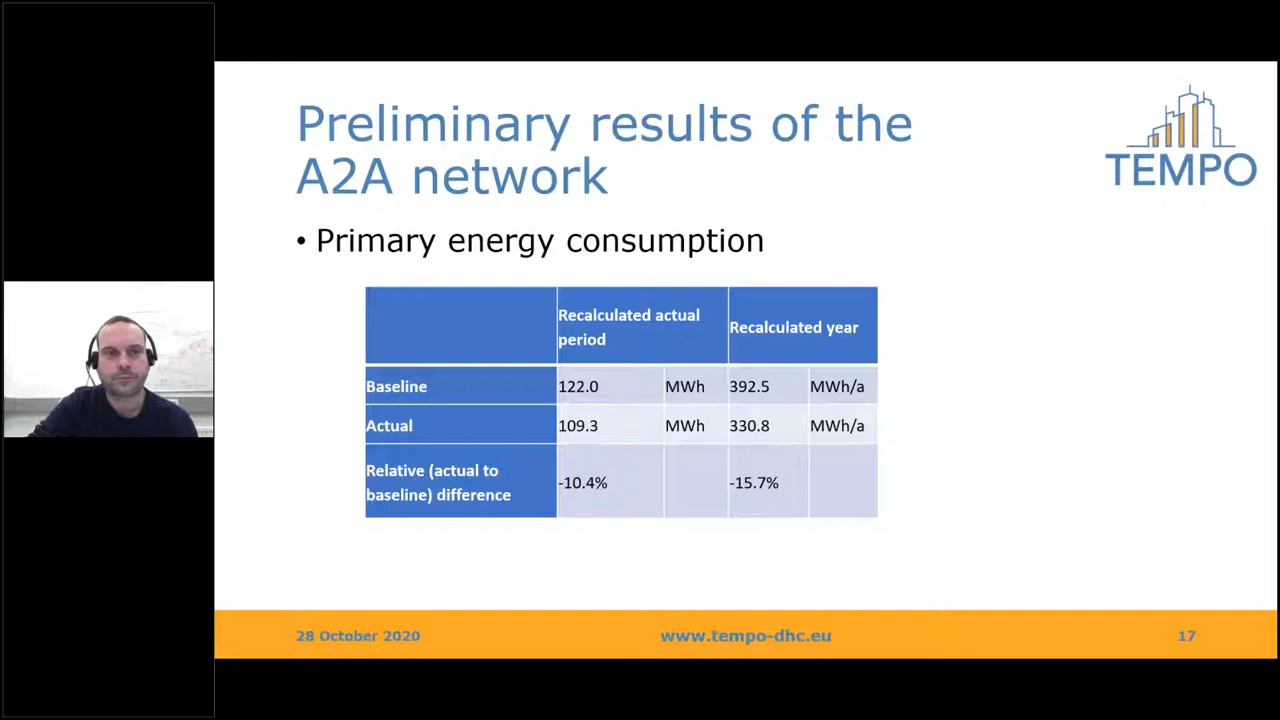 Preliminary results of the
A2A network
TEMPO
• Primary energy consumption
Recalculated actual
period
Recalculated year
Baseline 122.0 MWh 392.5 MWh/a
Actual 109.3 MWh 330.8 MWh/a
Relative (actual to
baseline) difference
-10.4% -15.7%
28 October 2020 www.tempo-dhc.eu 17